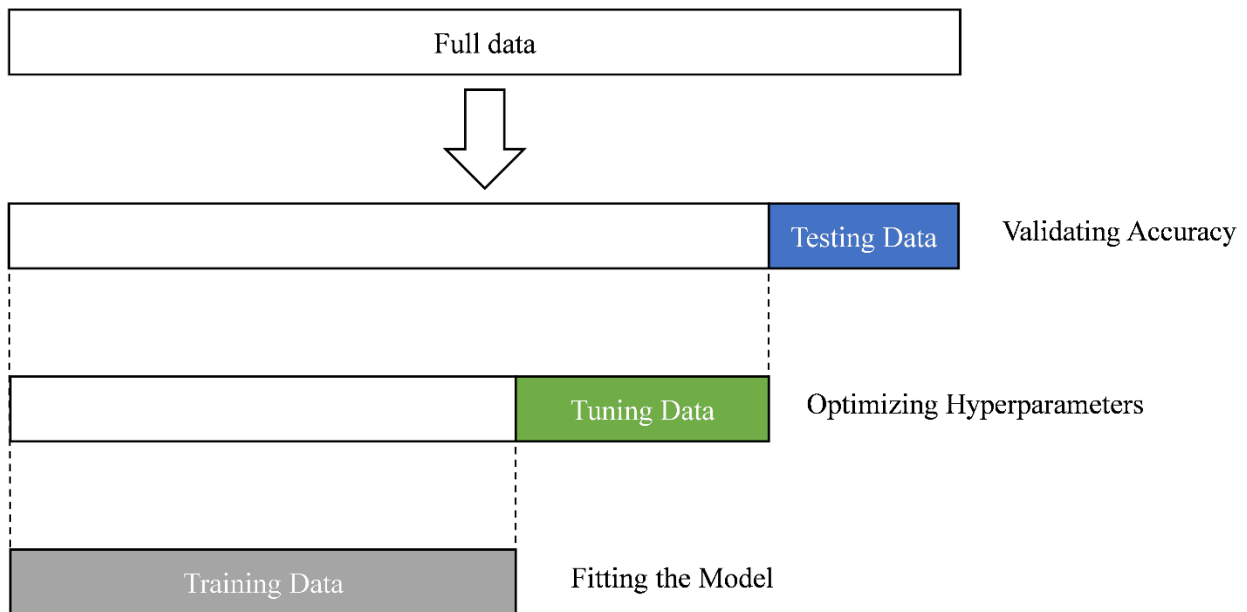 Full data
Testing Data
Validating Accuracy
Tuning Data
Optimizing Hyperparameters
Training Data
Fitting the Model